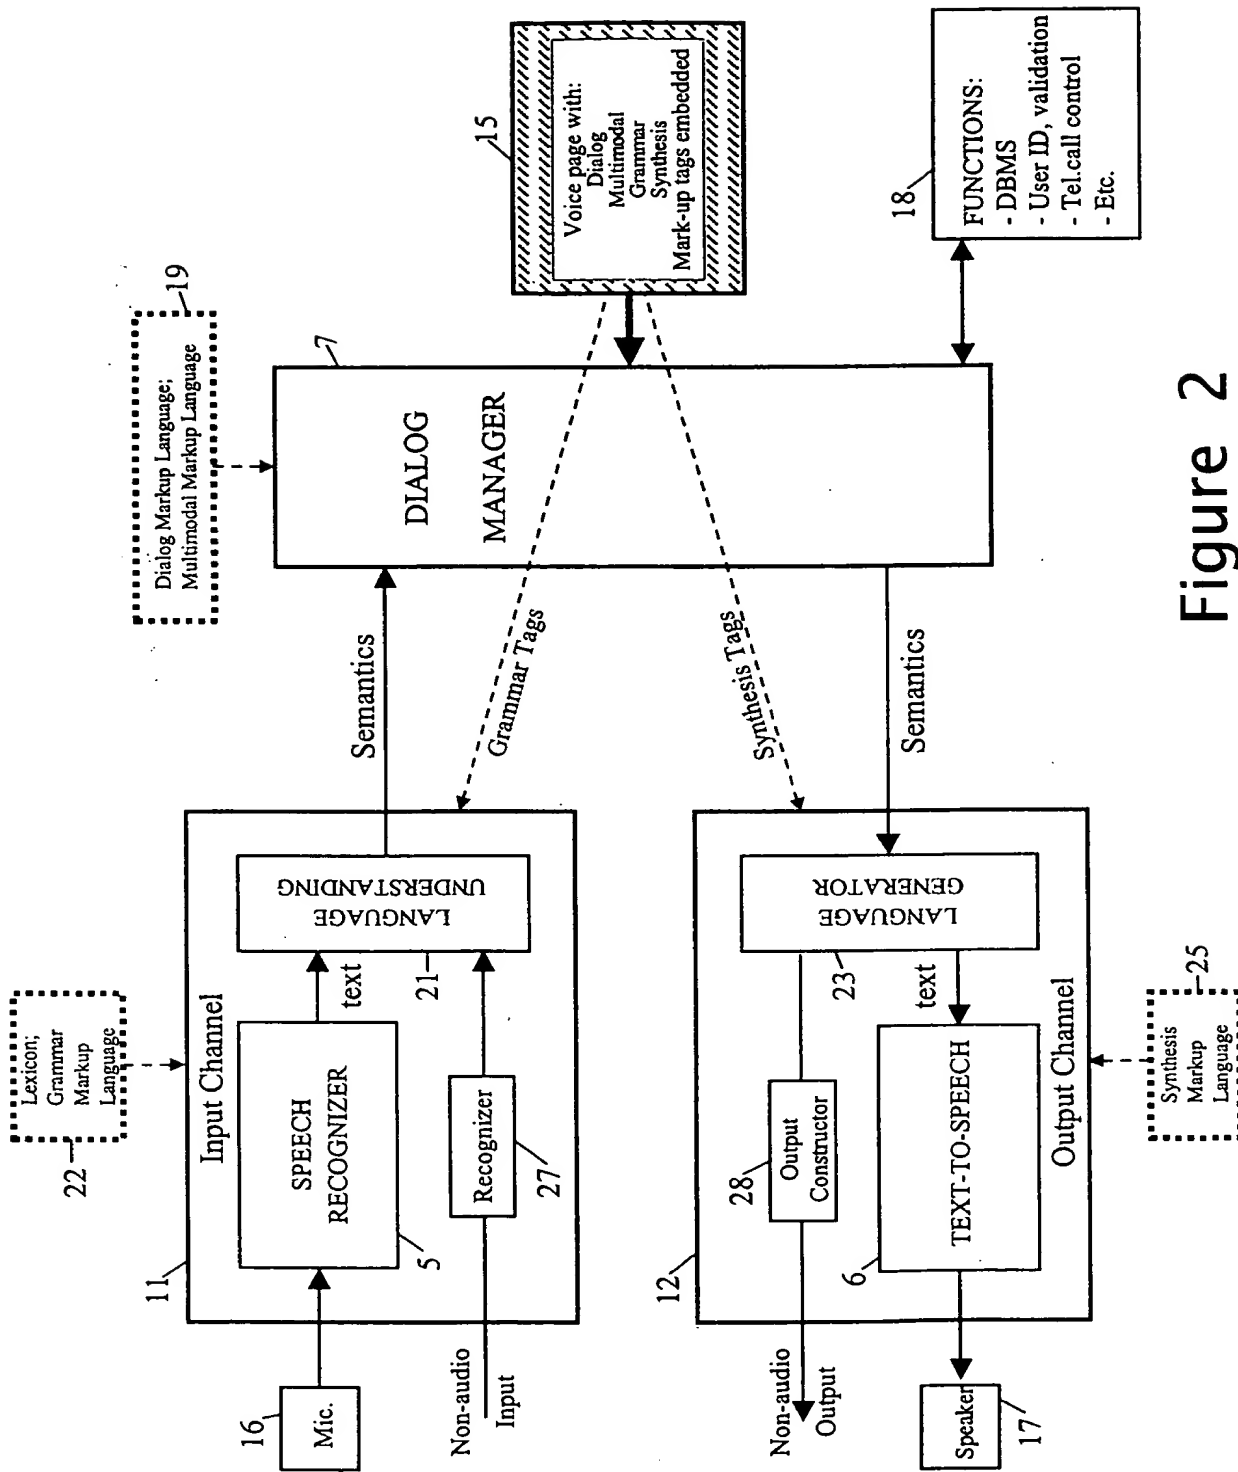 22
Lexicon;
Grammar
Markup
Language
19
Dialog Markup Language;
Multimodal Markup Language
11
Input Channel
16
Mic.
SPEECH
RECOGNIZER
5
text
LANGUAGE
UNDERSTANDING
21
Non-audio
Input
Recognizer
27
Semantics
Grammar Tags
7
DIALOG
MANAGER
15
Voice page with:
Dialog
Multimodal
Grammar
Synthesis
Mark-up tags embedded
Synthesis Tags
Semantics
12
Non-audio
Output
28
Output
Constructor
LANGUAGE
GENERATOR
23
text
6
TEXT-TO-SPEECH
Speaker
17
Output Channel
18
FUNCTIONS:
- DBMS
- User ID, validation
- Tel.call control
- Etc.
Synthesis
Markup
Language
25
Figure 2